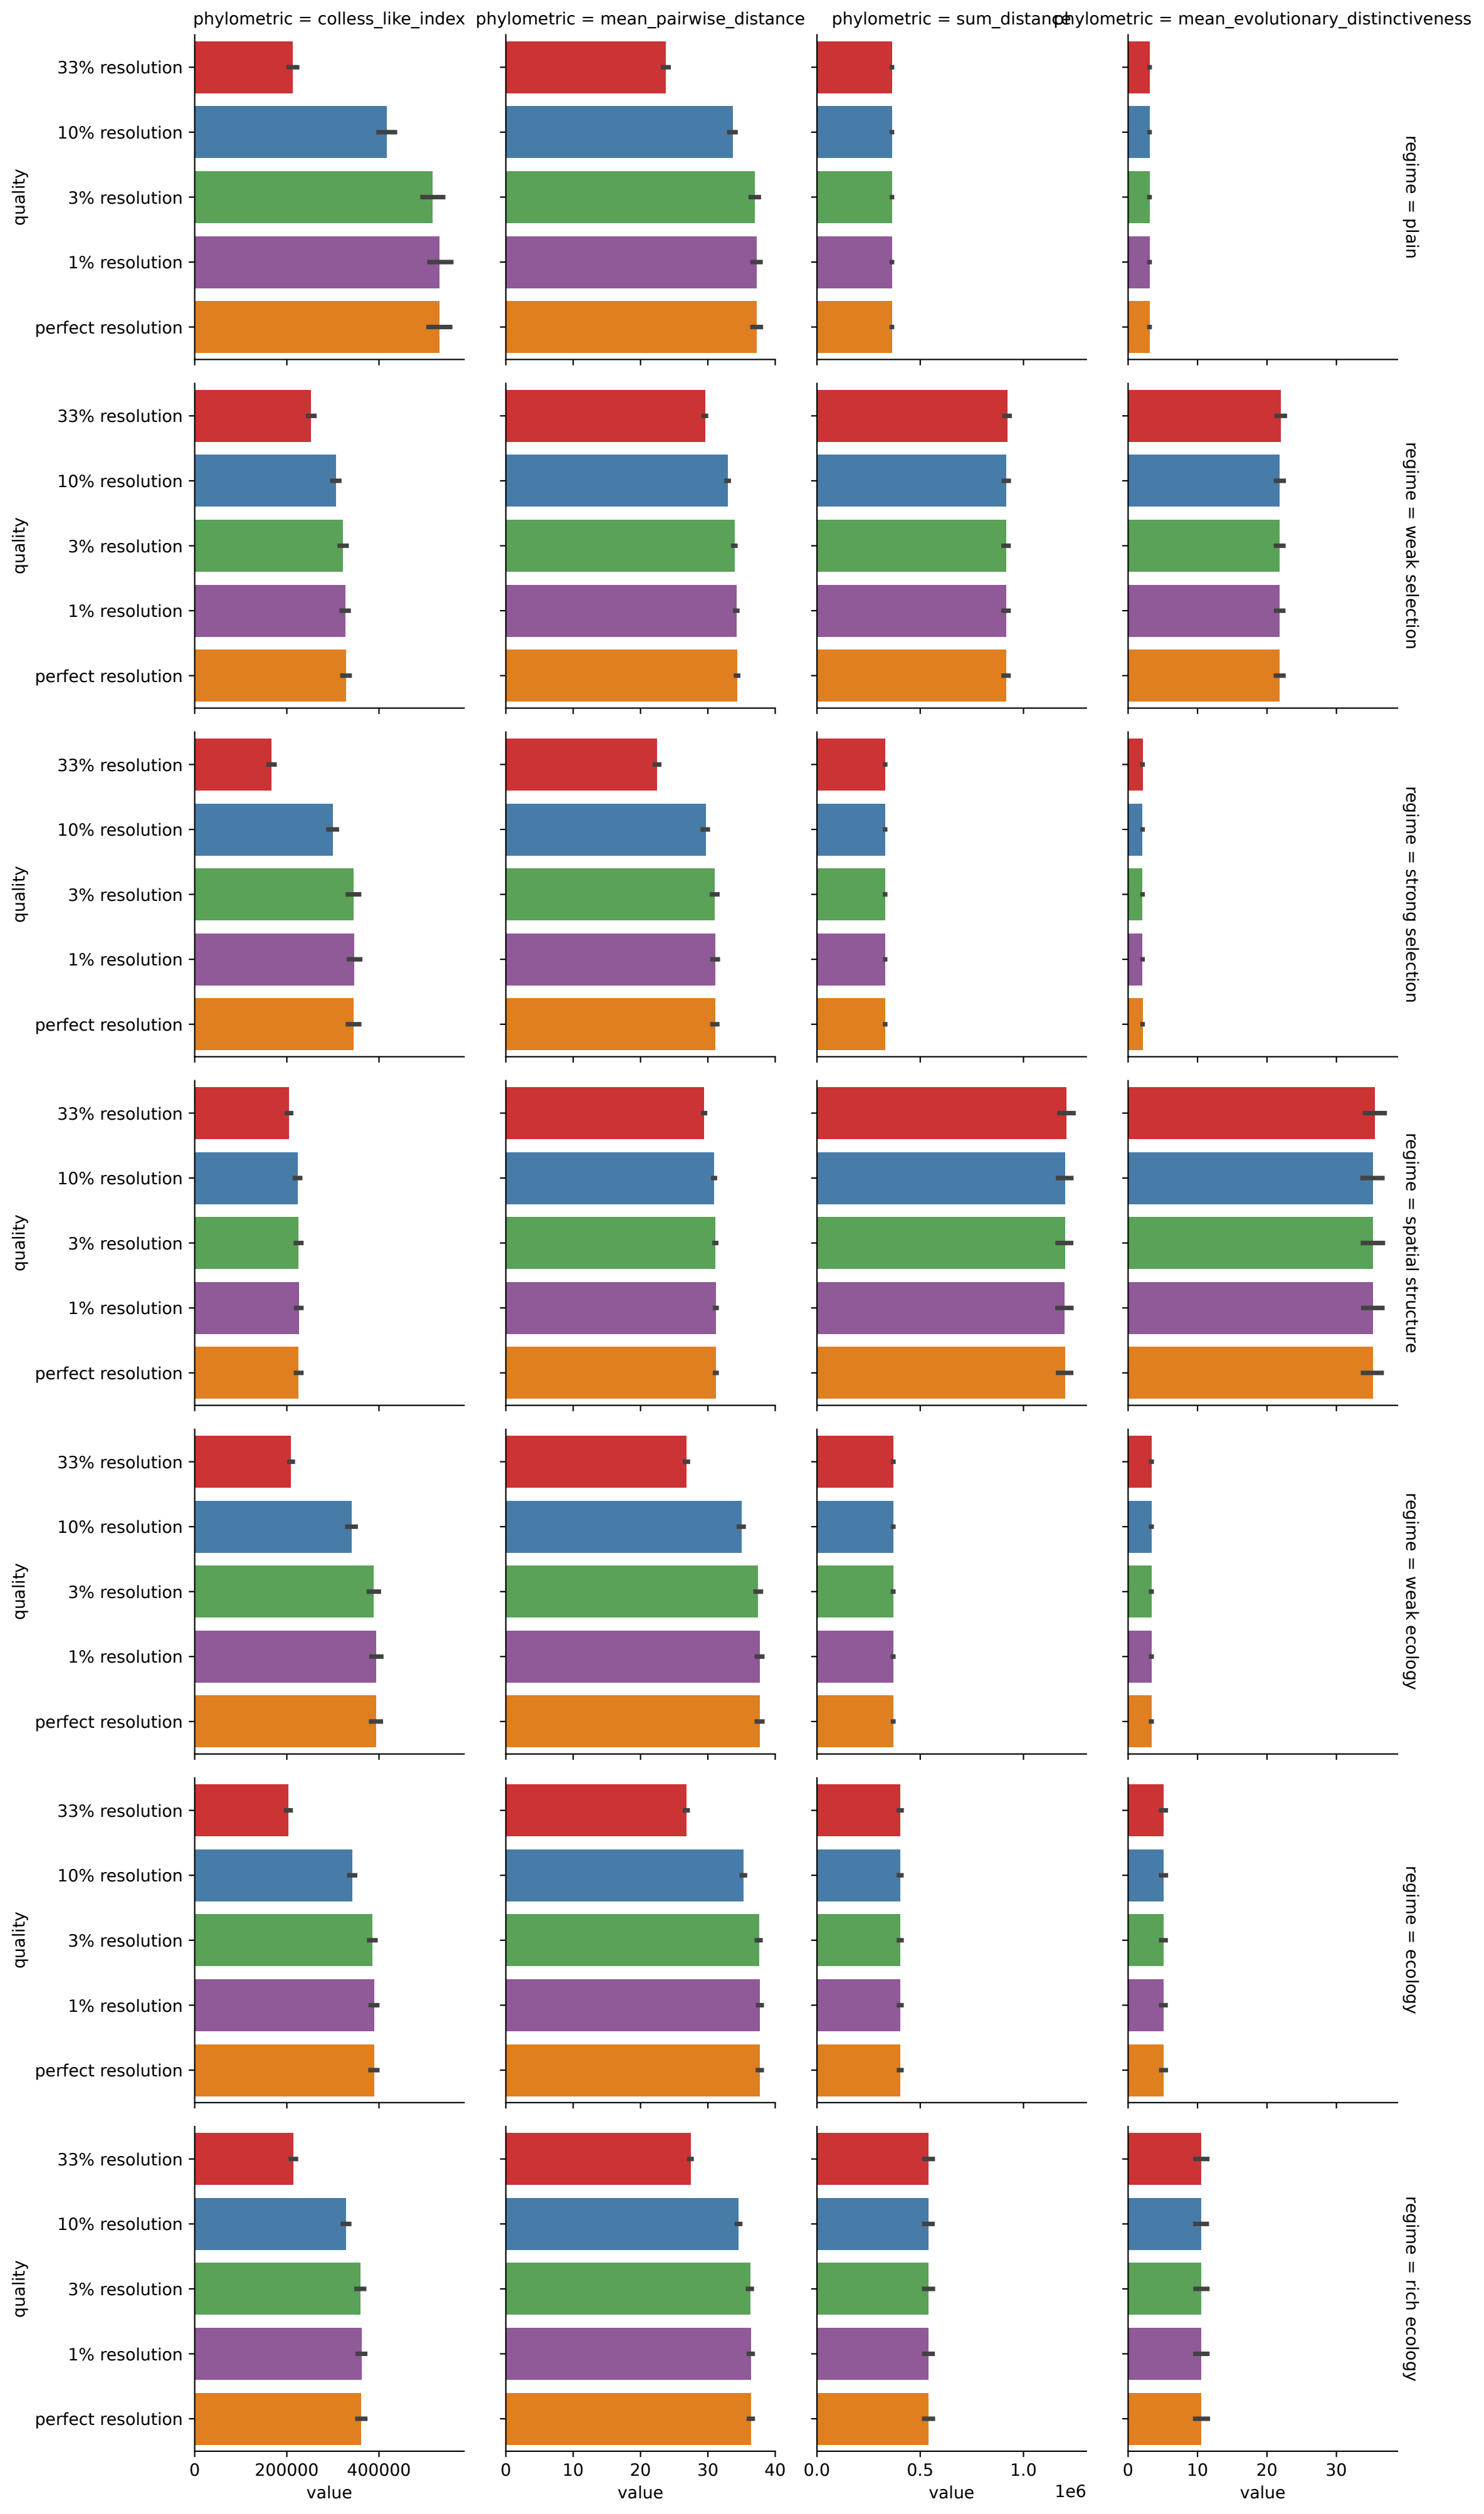 phylometric = colless_like_index
phylometric = mean_pairwise_distance
phylometric = sum_distance
phylometric = mean_evolutionary_distinctiveness
quality
33% resolution
10% resolution
3% resolution
1% resolution
perfect resolution
regime = plain
quality
33% resolution
10% resolution
3% resolution
1% resolution
perfect resolution
regime = weak selection
quality
33% resolution
10% resolution
3% resolution
1% resolution
perfect resolution
regime = strong selection
quality
33% resolution
10% resolution
3% resolution
1% resolution
perfect resolution
regime = spatial structure
quality
33% resolution
10% resolution
3% resolution
1% resolution
perfect resolution
regime = weak ecology
quality
33% resolution
10% resolution
3% resolution
1% resolution
perfect resolution
regime = ecology
quality
33% resolution
10% resolution
3% resolution
1% resolution
perfect resolution
regime = rich ecology
0 200000 400000
value
0 10 20 30 40
value
0.0 0.5 1.0
1e6
value
0 10 20 30
value